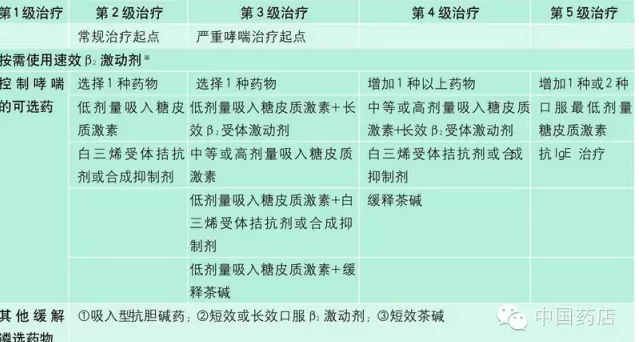 第1级治疗 第2级治疗 第3级治疗 第4级治疗 第5级治疗
常规治疗起点 严重哮喘治疗起点
按需使用速效β₂激动剂※
控制哮喘 选择1种药物 选择1种药物 增加1种以上药物 增加1种或2种
的可选药 低剂量吸入糖皮 低剂量吸入糖皮质激素+长 中等或高剂量吸入糖皮质 口服最低剂量
质激素 效β₂受体激动剂 激素+长效β₂受体激动剂 糖皮质激素
白三烯受体拮抗 中等或高剂量吸入糖皮质 白三烯受体拮抗剂或合成 抗IgE 治疗
剂或合成抑制剂 激素 抑制剂
低剂量吸入糖皮质激素+白 缓释茶碱
三烯受体拮抗剂或合成抑
制剂
低剂量吸入糖皮质激素+缓
释茶碱
其他缓解 ①吸入型抗胆碱药；②短效或长效口服β₂激动剂；③短效茶碱
遴选药物
中国药店